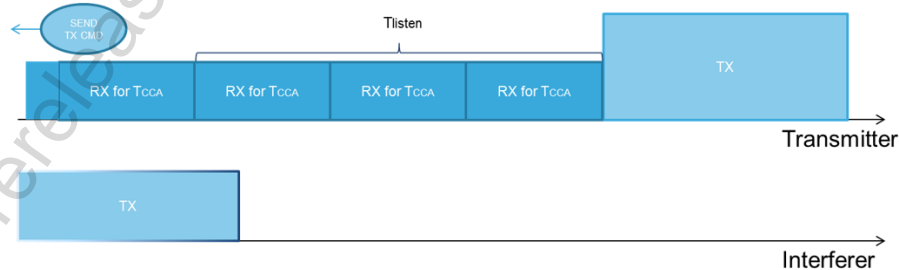 SEND
TX CMD
Tlisten
RX for TCCA
RX for TCCA
RX for TCCA
RX for TCCA
TX
Transmitter
TX
Interferer